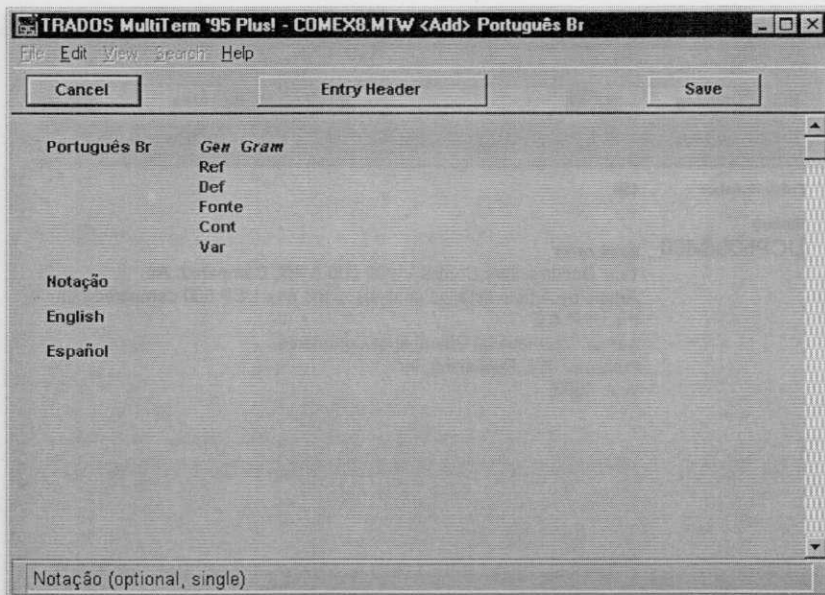 TRADOS MultiTerm '95 Plus! - COMEX8.MTW <Add> Português Br
File Edit View Search Help
Cancel Entry Header Save
Português Br Gen Gram
Ref
Def
Fonte
Cont
Var
Notação
English
Español
Notação (optional, single)